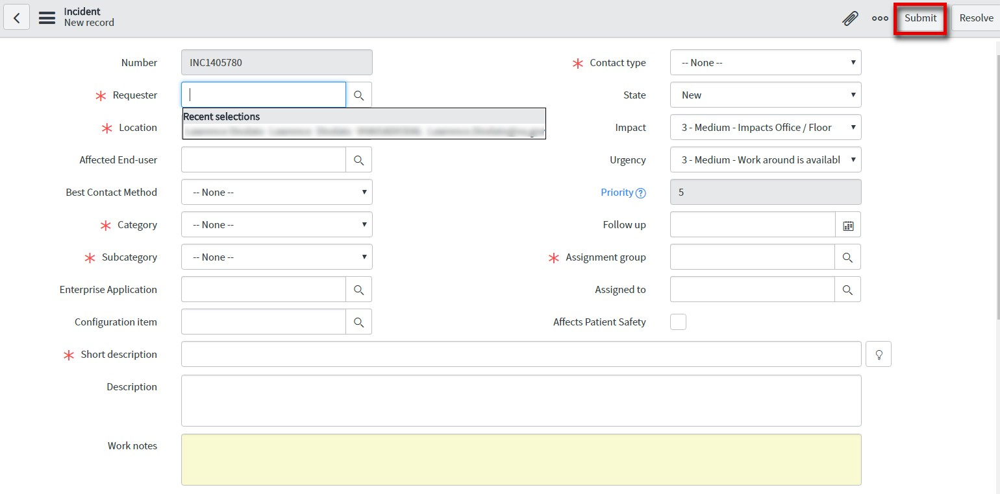 Incident
New record
Submit
Resolve
Number
INC1405780
Contact type
-- None --
Requester
State
New
Recent selections
Location
Impact
3 - Medium - Impacts Office / Floor
Affected End-user
Urgency
3 - Medium - Work around is availabl
Best Contact Method
-- None --
Priority
5
Category
-- None --
Follow up
Subcategory
-- None --
Assignment group
Enterprise Application
Assigned to
Configuration item
Affects Patient Safety
Short description
Description
Work notes